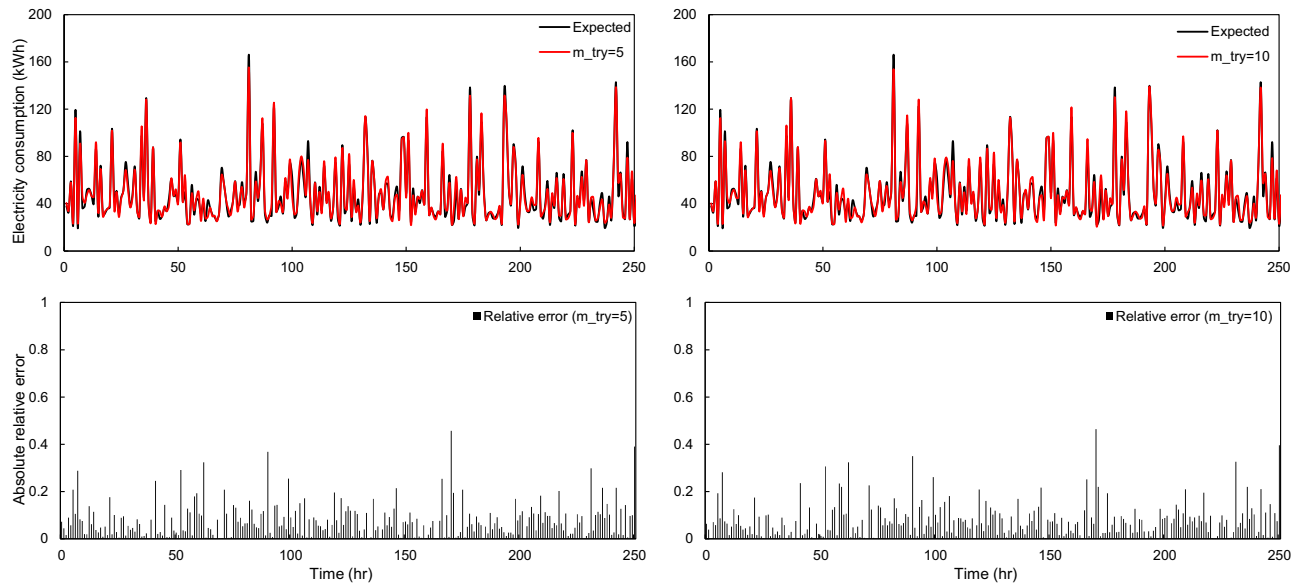 200
160
120
80
40
0
Electricity consumption (kWh)
Expected
m_try=5
0 50 100 150 200 250
200
160
120
80
40
0
Expected
m_try=10
0 50 100 150 200 250
1
0.8
0.6
0.4
0.2
0
Absolute relative error
Relative error (m_try=5)
0 50 100 150 200 250
Time (hr)
1
0.8
0.6
0.4
0.2
0
Relative error (m_try=10)
0 50 100 150 200 250
Time (hr)